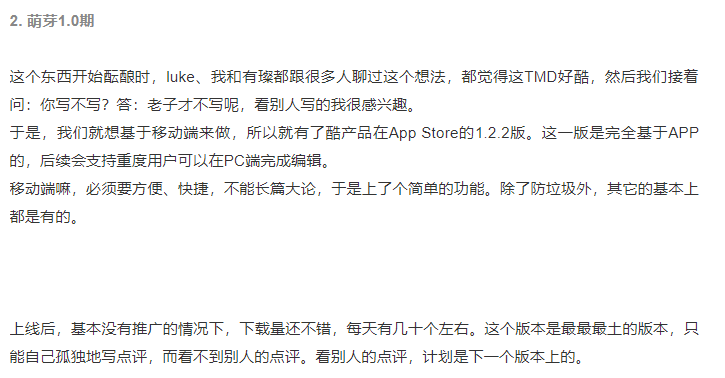 2. 萌芽1.0期
这个东西开始酝酿时，luke、我和有璨都跟很多人聊过这个想法，都觉得这TMD好酷，然后我们接着
问：你写不写？答：老子才不写呢，看别人写的我很感兴趣。
于是，我们就想基于移动端来做，所以就有了酷产品在App Store的1.2.2版。这一版是完全基于APP
的，后续会支持重度用户可以在PC端完成编辑。
移动端嘛，必须要方便、快捷，不能长篇大论，于是上了个简单的功能。除了防垃圾外，其它的基本上
都是有的。
上线后，基本没有推广的情况下，下载量还不错，每天有几十个左右。这个版本是最最最土的版本，只
能自己孤独地写点评，而看不到别人的点评。看别人的点评，计划是下一个版本上的。